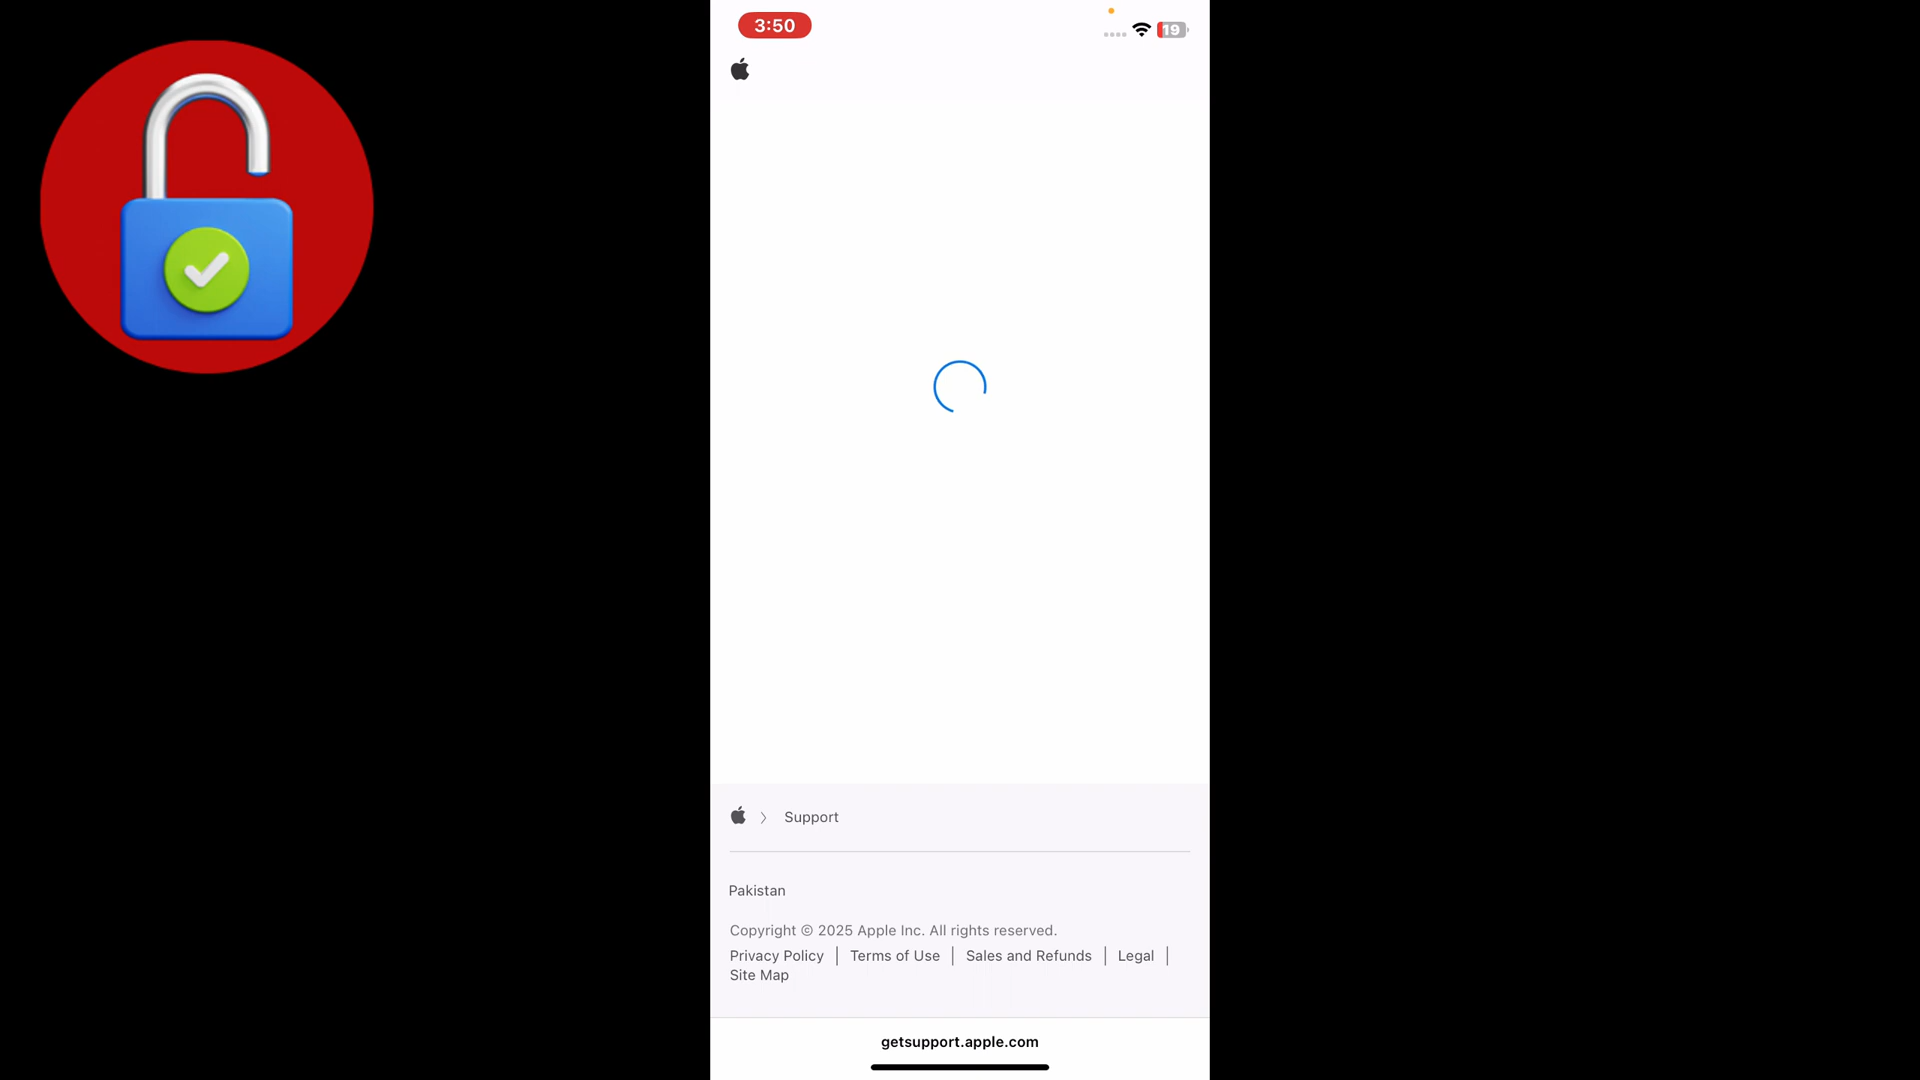 3:50
19
Support
Pakistan
Copyright © 2025 Apple Inc. All rights reserved.
Privacy Policy | Terms of Use | Sales and Refunds | Legal |
Site Map
getsupport.apple.com